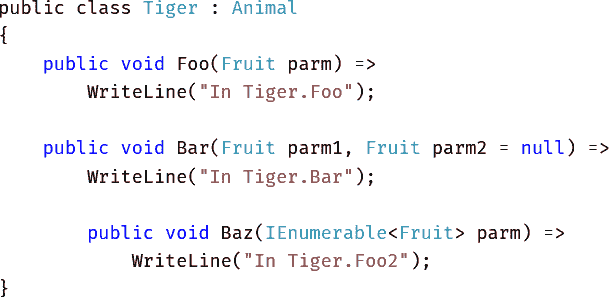 public class Tiger : Animal
{
    public void Foo(Fruit parm) =>
        WriteLine("In Tiger.Foo");

    public void Bar(Fruit parm1, Fruit parm2 = null) =>
        WriteLine("In Tiger.Bar");

        public void Baz(IEnumerable<Fruit> parm) =>
            WriteLine("In Tiger.Foo2");
}